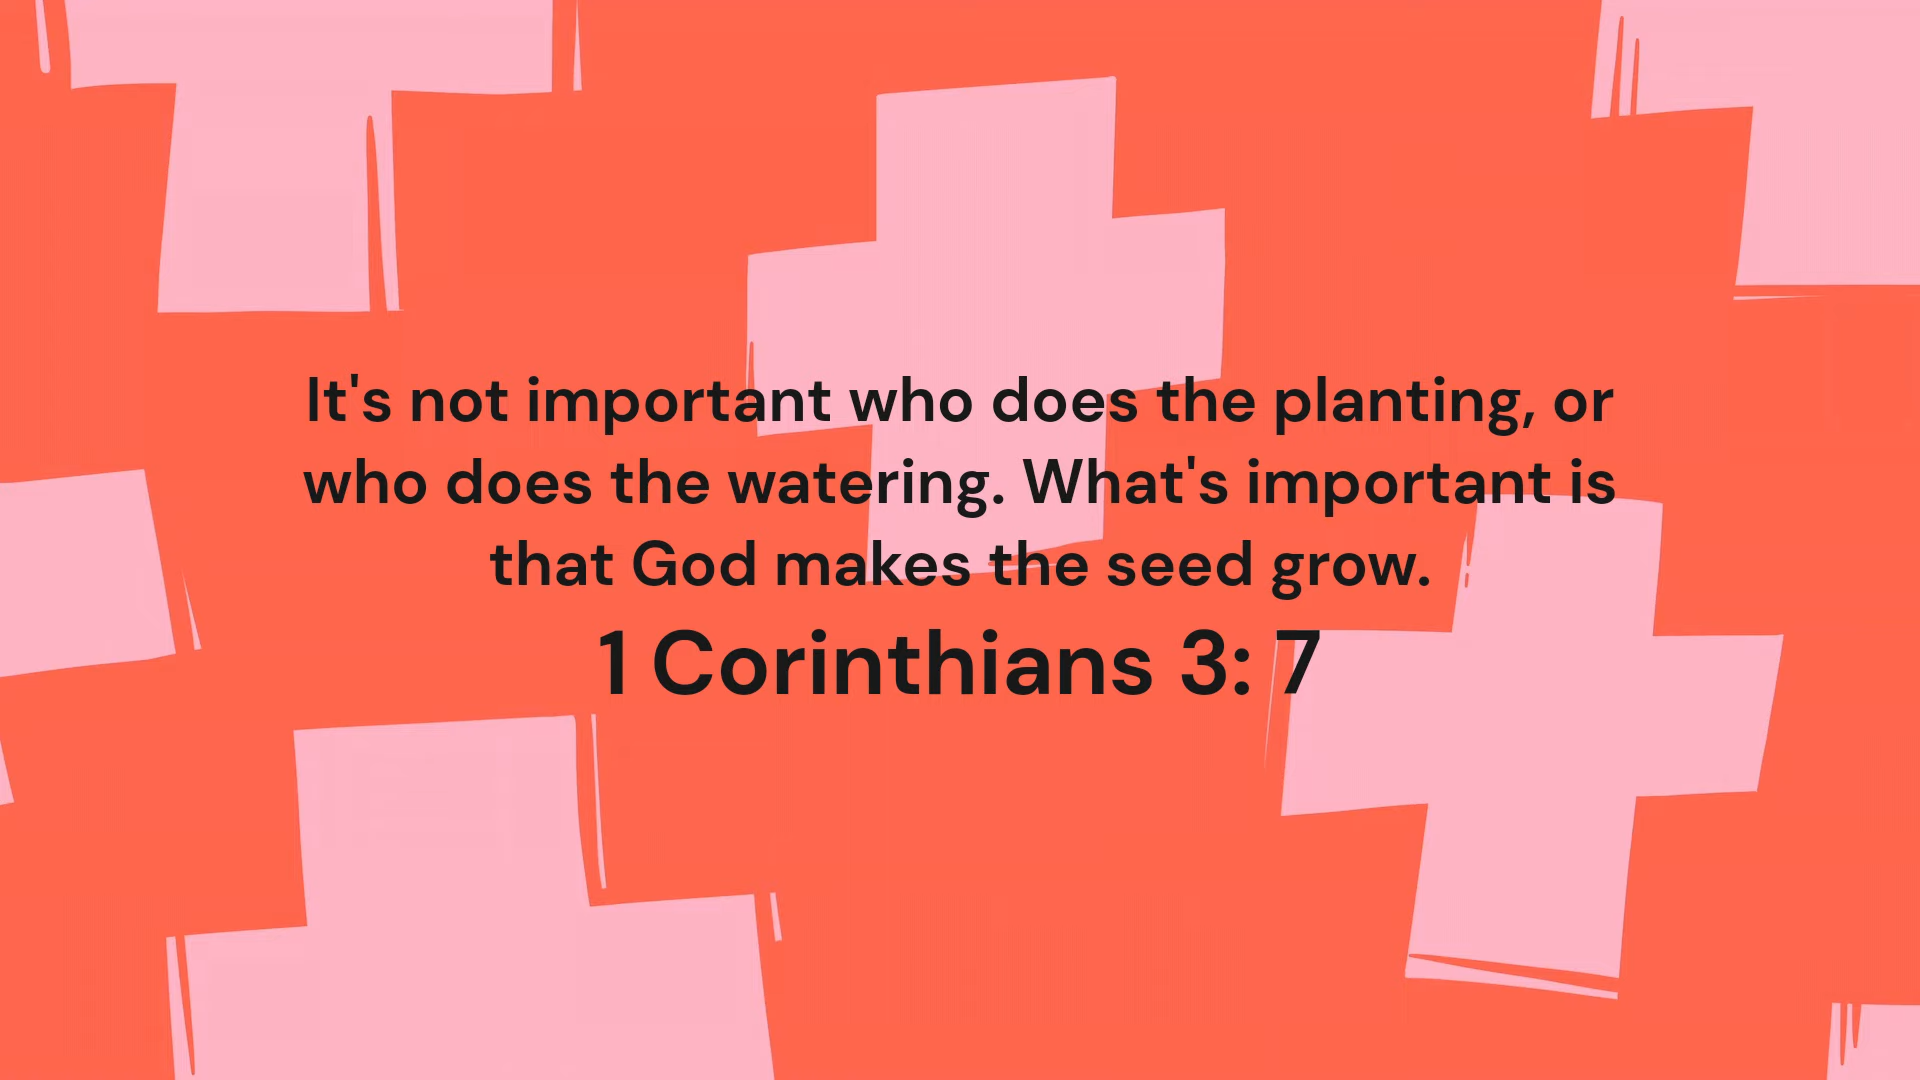 It's not important who does the planting, or
who does the watering. What's important is
that God makes the seed grow.
1 Corinthians 3: 7